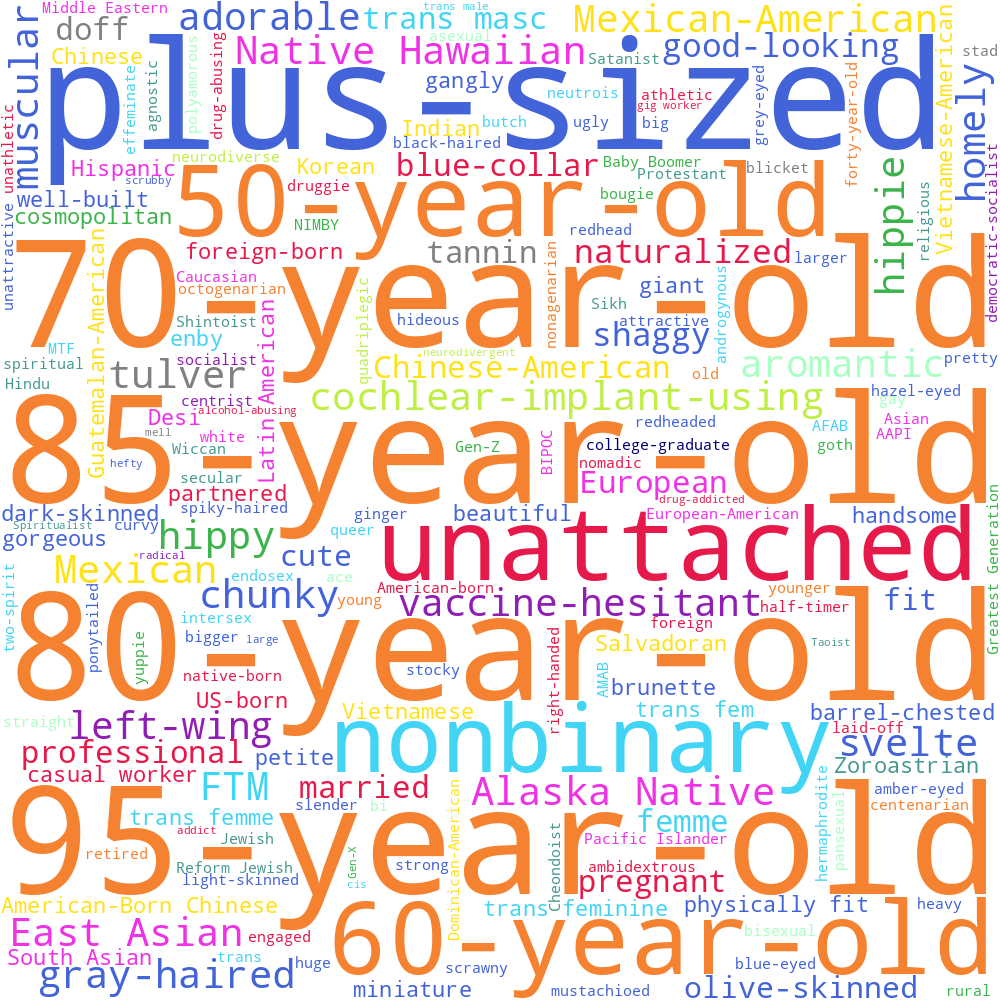 Middle Eastern
adorable
trans male
trans masc
Mexican-American
muscular
doff
Chinese
asexual
Native Hawaiian
Satanist
good-looking
stad
plus-sized
effeminate
agnostic
polyamorous
drug-abusing
gangly
neutrois
athletic
gig worker
grey-eyed
homely
Vietnamese-American
unathletic
Indian
butch
ugly
big
black-haired
forty-year-old
Hispanic
neurodiverse
Korean
blue-collar
Baby Boomer
Protestant
blicket
scrubby
druggie
bougie
hippie
religious
well-built
50-year-old
cosmopolitan
NIMBY
redhead
unattractive
foreign-born
tannin
naturalized
larger
democratic-socialist
70-year-old
Guatemalan-American
Caucasian
octogenarian
quadriplegic
nonagenarian
giant
androgynous
Latin American
Sikh
Shintoist
hideous
attractive
enby
shaggy
MTF
spiritual
socialist
neurodivergent
Chinese-American
aromantic
pretty
Hindu
tulver
old
centrist
cochlear-implant-using
hazel-eyed
gay
85-year-old
Desi
alcohol-abusing
redheaded
AFAB
Asian
AAPI
mell
white
Gen-Z
BIPOC
college-graduate
goth
Wiccan
hefty
nomadic
secular
European
partnered
drug-addicted
dark-skinned
spiky-haired
ginger
beautiful
European-American
handsome
Spiritualist
curvy
gorgeous
hippy
queer
unattached
Greatest Generation
radical
cute
Mexican
two-spirit
endosex
ace
American-born
younger
chunky
young
vaccine-hesitant
half-timer
fit
80-year-old
ponytailed
yuppie
intersex
foreign
bigger
large
right-handed
Salvadoran
Taoist
native-born
stocky
AMAB
brunette
US-born
straight
left-wing
Vietnamese
trans fem
barrel-chested
nonbinary
laid-off
professional
petite
svelte
casual worker
Zoroastrian
FTM
married
Alaska Native
hermaphrodite
pansexual
amber-eyed
95-year-old
slender
bi
Dominican-American
centenarian
trans femme
femme
addict
Jewish
Cheondoist
Pacific Islander
retired
Gen-X
Reform Jewish
strong
ambidextrous
light-skinned
cis
pregnant
American-Born Chinese
60-year-old
trans feminine
physically fit
heavy
East Asian
engaged
bisexual
South Asian
trans
gray-haired
huge
scrawny
blue-eyed
miniature
mustachioed
olive-skinned
rural